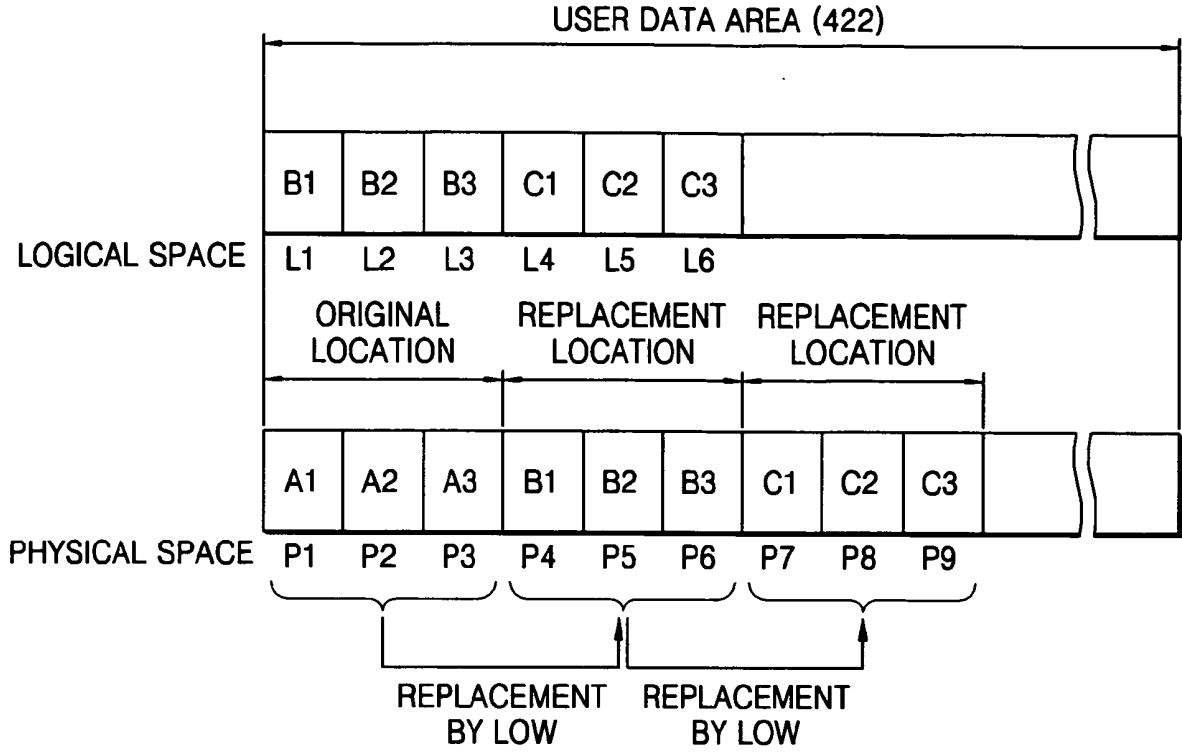 USER DATA AREA (422)
B1 B2 B3 C1 C2 C3
LOGICAL SPACE L1 L2 L3 L4 L5 L6
ORIGINAL LOCATION REPLACEMENT LOCATION REPLACEMENT LOCATION
A1 A2 A3 B1 B2 B3 C1 C2 C3
PHYSICAL SPACE P1 P2 P3 P4 P5 P6 P7 P8 P9
REPLACEMENT BY LOW REPLACEMENT BY LOW